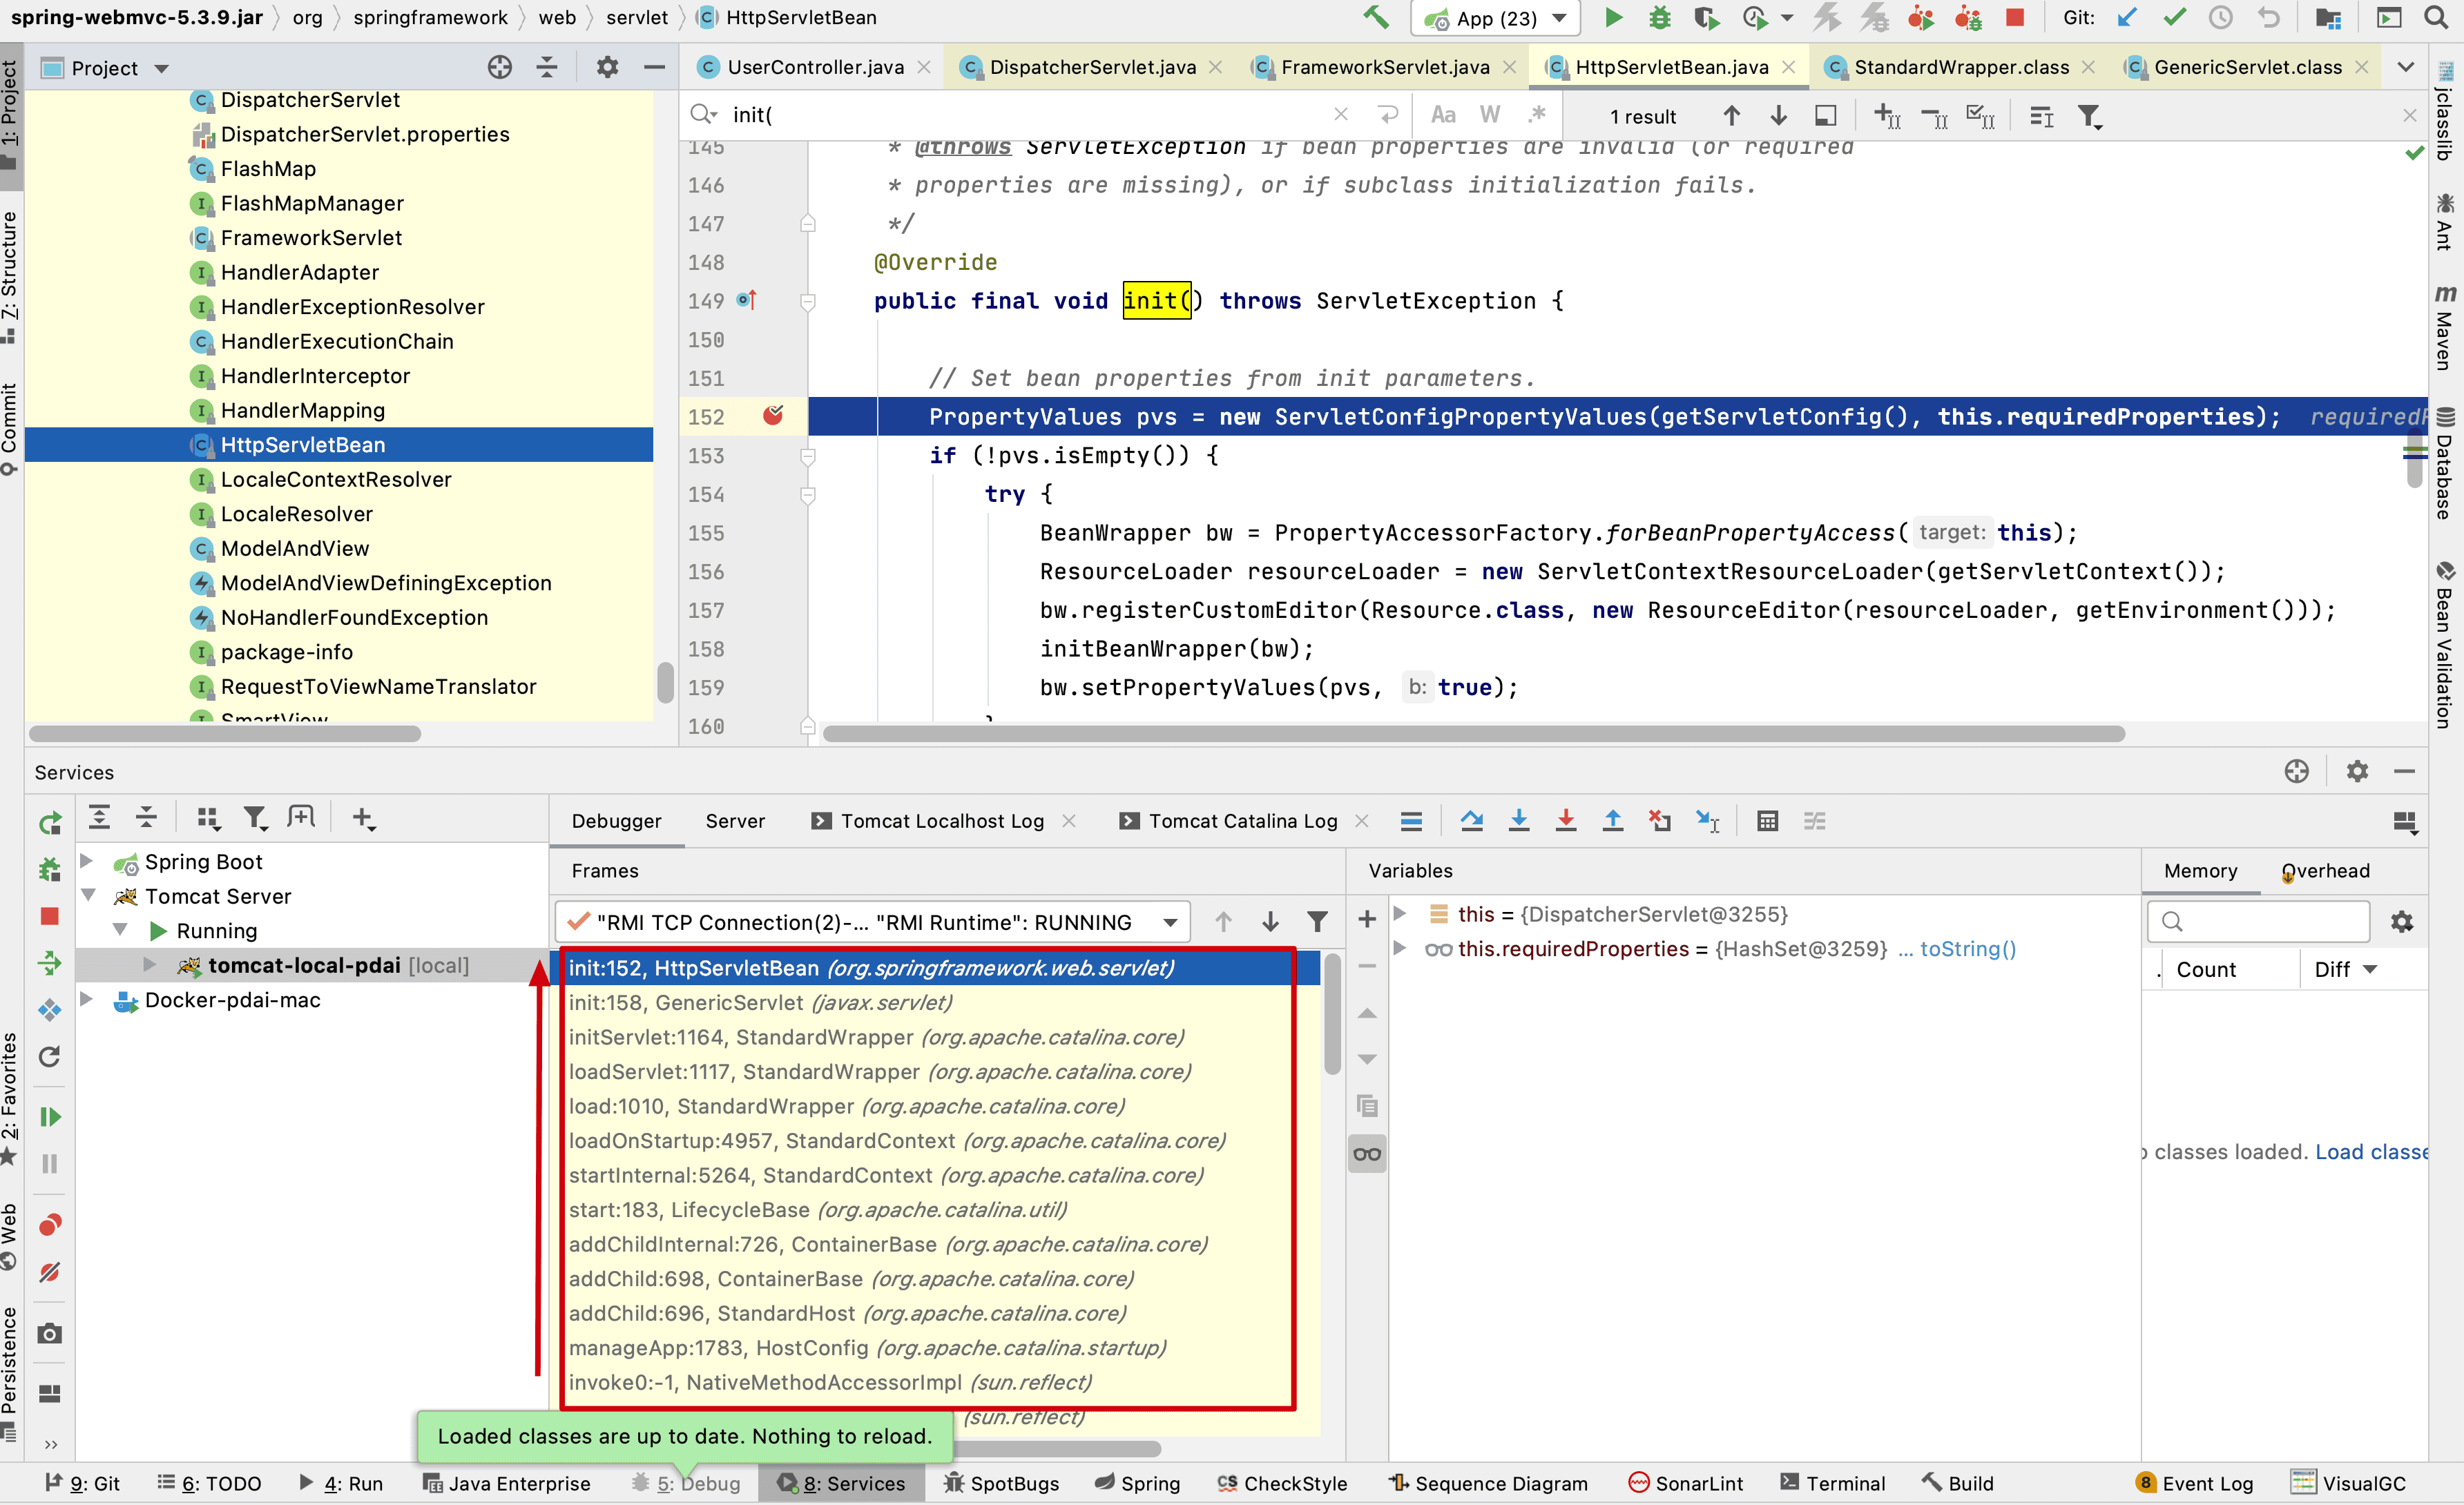 spring-webmvc-5.3.9.jar org springframework web servlet HttpServletBean
App (23)
Git:
Project
UserController.java
DispatcherServlet.java
FrameworkServlet.java
HttpServletBean.java
StandardWrapper.class
GenericServlet.class
init(
Aa W .*
1 result
1: Project
Z: Structure
Commit
2: Favorites
Web
Persistence
DispatcherServlet
DispatcherServlet.properties
FlashMap
FlashMapManager
FrameworkServlet
HandlerAdapter
HandlerExceptionResolver
HandlerExecutionChain
HandlerInterceptor
HandlerMapping
HttpServletBean
LocaleContextResolver
LocaleResolver
ModelAndView
ModelAndViewDefiningException
NoHandlerFoundException
package-info
RequestToViewNameTranslator
SmartView
145 * @throws ServletException if bean properties are invalid (or required
146 * properties are missing), or if subclass initialization fails.
147 */
148 @Override
149 public final void init() throws ServletException {
150
151 // Set bean properties from init parameters.
152 PropertyValues pvs = new ServletConfigPropertyValues(getServletConfig(), this.requiredProperties);
153 if (!pvs.isEmpty()) {
154 try {
155 BeanWrapper bw = PropertyAccessorFactory.forBeanPropertyAccess( target: this);
156 ResourceLoader resourceLoader = new ServletContextResourceLoader(getServletContext());
157 bw.registerCustomEditor(Resource.class, new ResourceEditor(resourceLoader, getEnvironment()));
158 initBeanWrapper(bw);
159 bw.setPropertyValues(pvs, b: true);
160 }
jclasslib
Ant
Maven
Database
Bean Validation
Services
Spring Boot
Tomcat Server
Running
tomcat-local-pdai [local]
Docker-pdai-mac
Debugger
Server
Tomcat Localhost Log
Tomcat Catalina Log
Frames
"RMI TCP Connection(2)-... "RMI Runtime": RUNNING
init:152, HttpServletBean (org.springframework.web.servlet)
init:158, GenericServlet (javax.servlet)
initServlet:1164, StandardWrapper (org.apache.catalina.core)
loadServlet:1117, StandardWrapper (org.apache.catalina.core)
load:1010, StandardWrapper (org.apache.catalina.core)
loadOnStartup:4957, StandardContext (org.apache.catalina.core)
startInternal:5264, StandardContext (org.apache.catalina.core)
start:183, LifecycleBase (org.apache.catalina.util)
addChildInternal:726, ContainerBase (org.apache.catalina.core)
addChild:698, ContainerBase (org.apache.catalina.core)
addChild:696, StandardHost (org.apache.catalina.core)
manageApp:1783, HostConfig (org.apache.catalina.startup)
invoke0:-1, NativeMethodAccessorImpl (sun.reflect)
(sun.reflect)
Variables
this = {DispatcherServlet@3255}
this.requiredProperties = {HashSet@3259} ... toString()
Memory
Overhead
Count
Diff
classes loaded. Load classe
Loaded classes are up to date. Nothing to reload.
9: Git
6: TODO
4: Run
Java Enterprise
5: Debug
8: Services
SpotBugs
Spring
CheckStyle
Sequence Diagram
SonarLint
Terminal
Build
8 Event Log
VisualGC